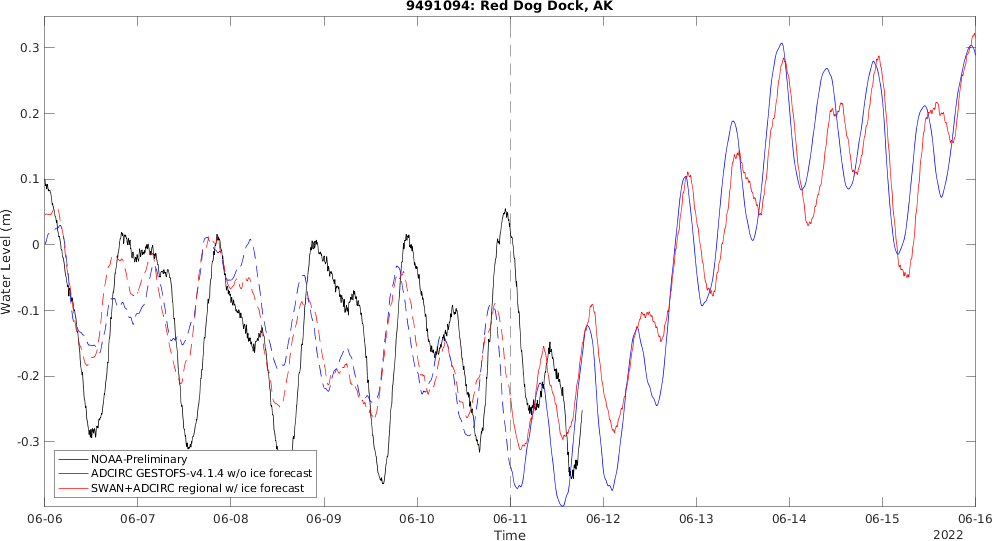 9491094: Red Dog Dock, AK
0.3
0.2
0.1
0
-0.1
-0.2
-0.3
Water Level (m)
NOAA-Preliminary
ADCIRC GESTOFS-v4.1.4 w/o ice forecast
SWAN+ADCIRC regional w/ ice forecast
06-06 06-07 06-08 06-09 06-10 06-11 06-12 06-13 06-14 06-15 06-16
Time
2022